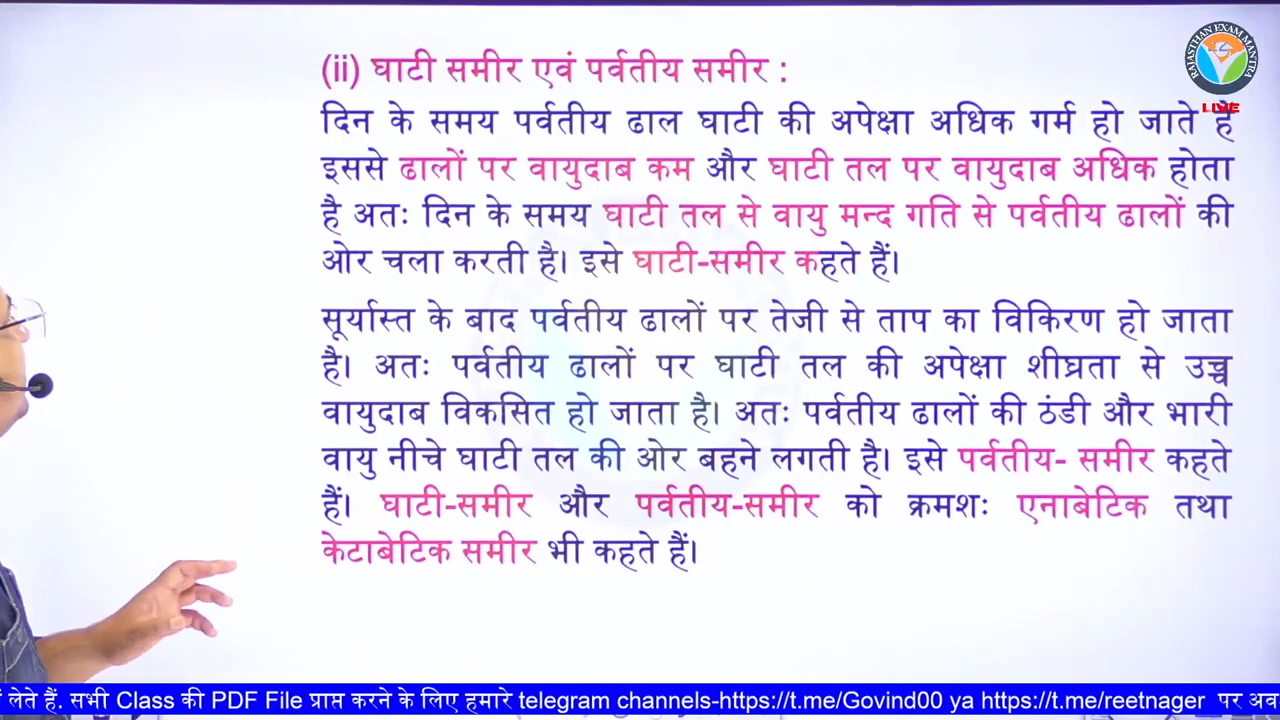 (ii) घाटी समीर एवं पर्वतीय समीर :
RAJASTHAN EXAM MANTRA
LIVE
दिन के समय पर्वतीय ढाल घाटी की अपेक्षा अधिक गर्म हो जाते है
इससे ढालों पर वायुदाब कम और घाटी तल पर वायुदाब अधिक होता
है अतः दिन के समय घाटी तल से वायु मन्द गति से पर्वतीय ढालों की
ओर चला करती है। इसे घाटी-समीर कहते हैं।
सूर्यास्त के बाद पर्वतीय ढालों पर तेजी से ताप का विकिरण हो जाता
है। अतः पर्वतीय ढालों पर घाटी तल की अपेक्षा शीघ्रता से उच्च
वायुदाब विकसित हो जाता है। अतः पर्वतीय ढालों की ठंडी और भारी
वायु नीचे घाटी तल की ओर बहने लगती है। इसे पर्वतीय- समीर कहते
हैं। घाटी-समीर और पर्वतीय-समीर को क्रमशः एनाबेटिक तथा
केटाबेटिक समीर भी कहते हैं।
लेते हैं. सभी Class की PDF File प्राप्त करने के लिए हमारे telegram channels-https://t.me/Govind00 ya https://t.me/reetnager पर